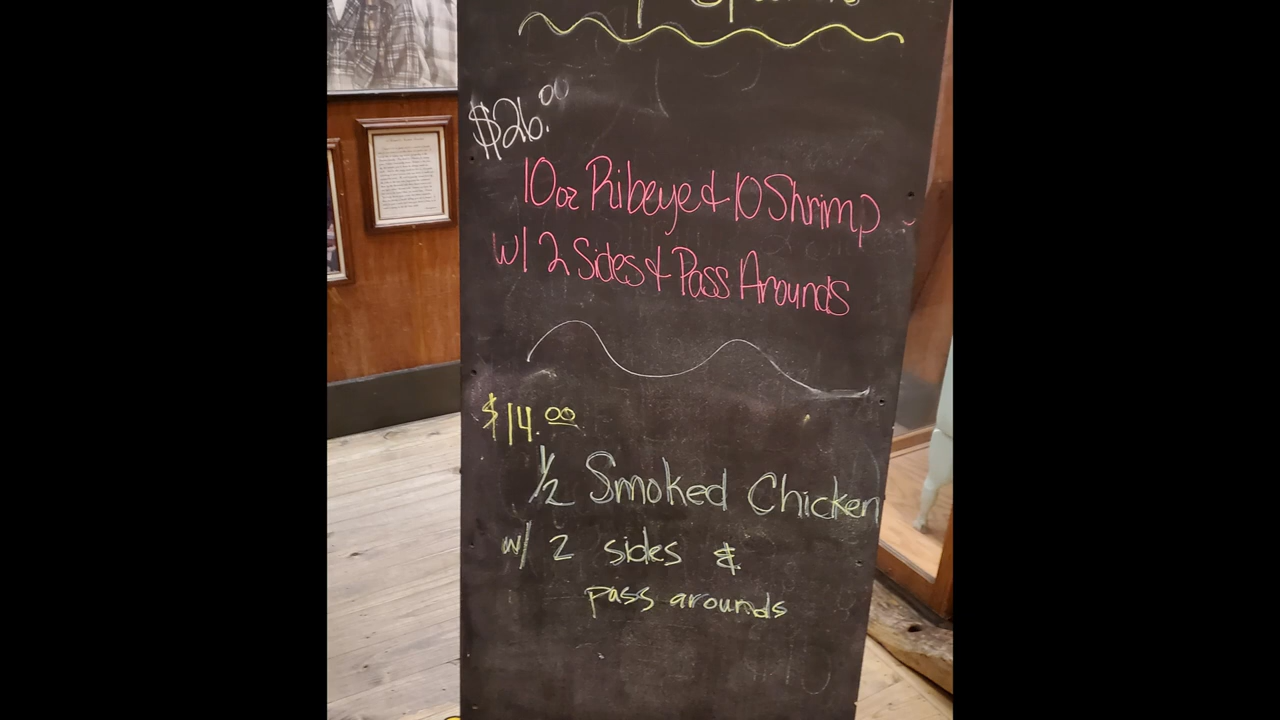 $26.00
10oz Ribeye & 10 Shrimp
w/ 2 Sides & Pass Arounds
$14.00
1/2 Smoked Chicken
w/ 2 sides &
pass arounds